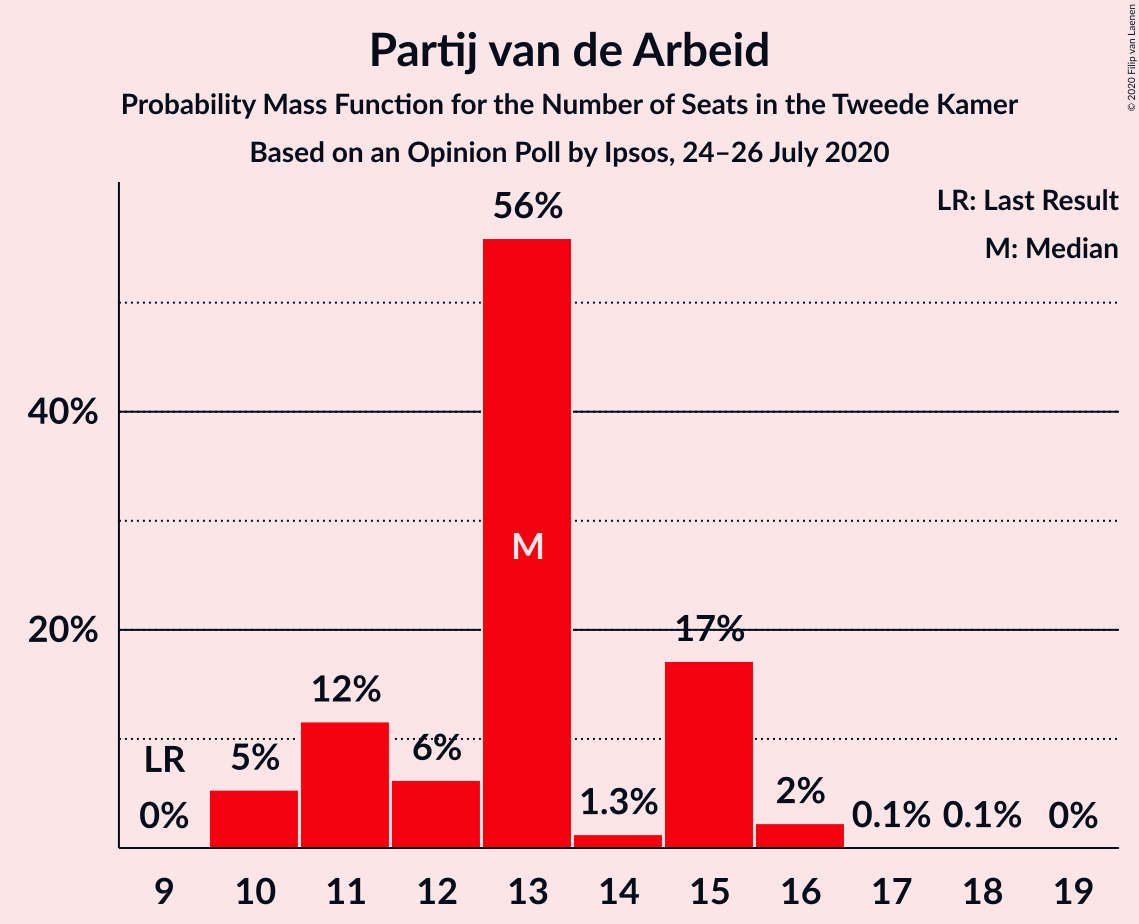 Partij van de Arbeid
Probability Mass Function for the Number of Seats in the Tweede Kamer
Based on an Opinion Poll by Ipsos, 24–26 July 2020
© 2020 Filip van Laenen
LR: Last Result
M: Median
56%
40%
M
20%
17%
12%
6%
5%
LR
2%
1.3%
0%
0.1%
0.1%
0%
9 10 11 12 13 14 15 16 17 18 19